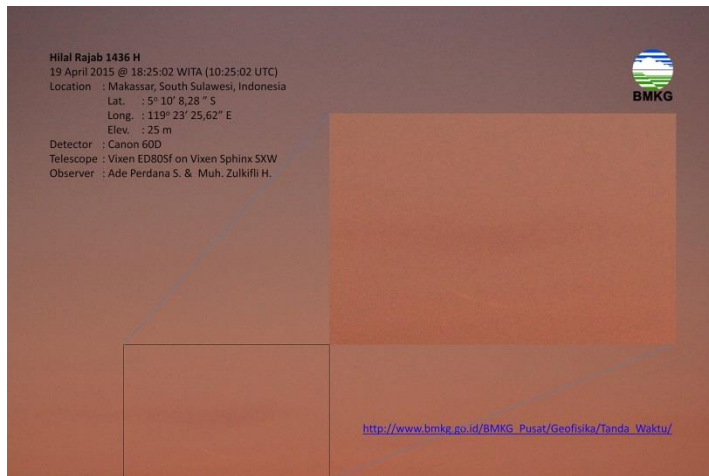 Hilal Rajab 1436 H
19 April 2015 @ 18:25:02 WITA (10:25:02 UTC)
Location : Makassar, South Sulawesi, Indonesia
Lat. : 5° 10' 8,28 " S
Long. : 119° 23' 25,62" E
Elev. : 25 m
Detector : Canon 60D
Telescope : Vixen ED80Sf on Vixen Sphinx SXW
Observer : Ade Perdana S. & Muh. Zulkifli H.
BMKG
http://www.bmkg.go.id/BMKG_Pusat/Geofisika/Tanda_Waktu/